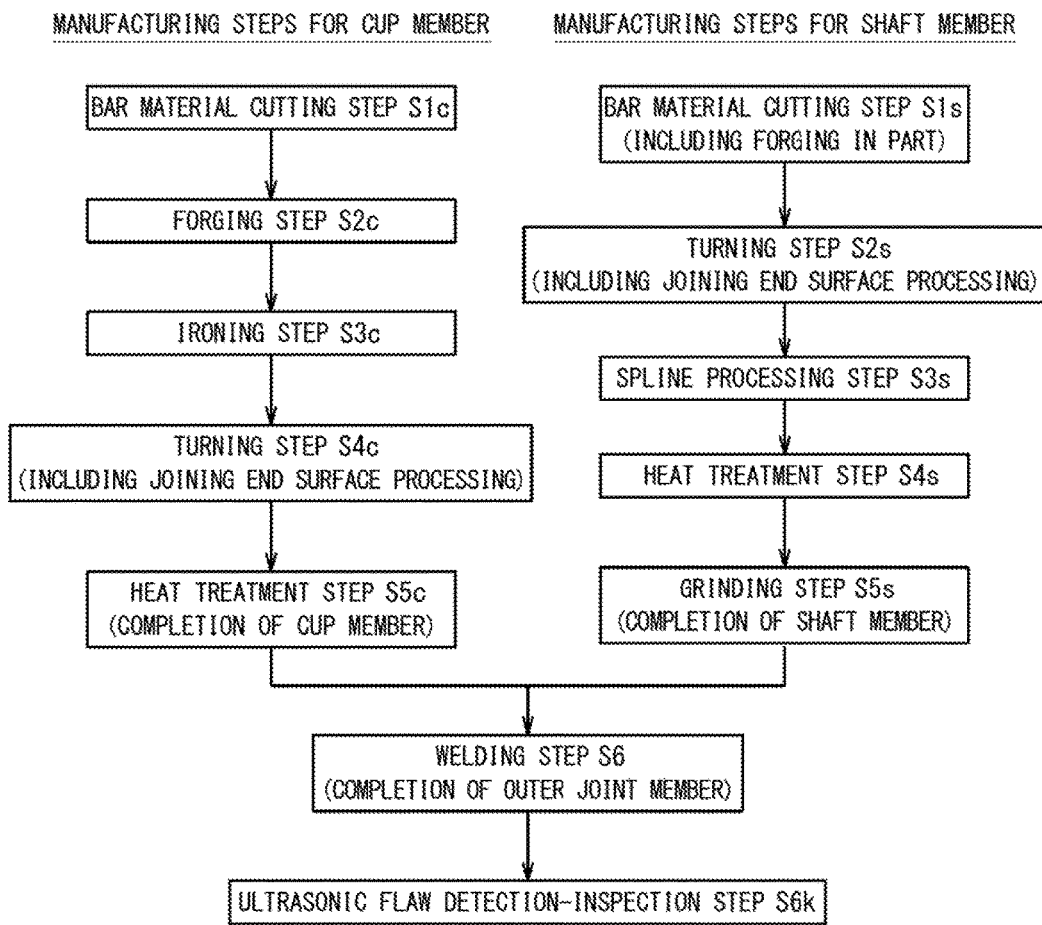 MANUFACTURING STEPS FOR CUP MEMBER
BAR MATERIAL CUTTING STEP S1c
FORGING STEP S2c
IRONING STEP S3c
TURNING STEP S4c
(INCLUDING JOINING END SURFACE PROCESSING)
HEAT TREATMENT STEP S5c
(COMPLETION OF CUP MEMBER)
MANUFACTURING STEPS FOR SHAFT MEMBER
BAR MATERIAL CUTTING STEP S1s
(INCLUDING FORGING IN PART)
TURNING STEP S2s
(INCLUDING JOINING END SURFACE PROCESSING)
SPLINE PROCESSING STEP S3s
HEAT TREATMENT STEP S4s
GRINDING STEP S5s
(COMPLETION OF SHAFT MEMBER)
WELDING STEP S6
(COMPLETION OF OUTER JOINT MEMBER)
ULTRASONIC FLAW DETECTION-INSPECTION STEP S6k